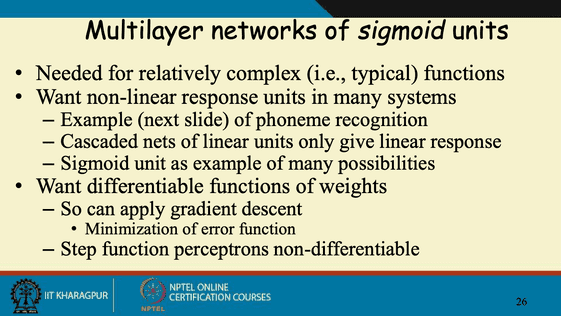 Multilayer networks of sigmoid units
• Needed for relatively complex (i.e., typical) functions
• Want non-linear response units in many systems
– Example (next slide) of phoneme recognition
– Cascaded nets of linear units only give linear response
– Sigmoid unit as example of many possibilities
• Want differentiable functions of weights
– So can apply gradient descent
• Minimization of error function
– Step function perceptrons non-differentiable
IIT KHARAGPUR
NPTEL
NPTEL ONLINE
CERTIFICATION COURSES
26